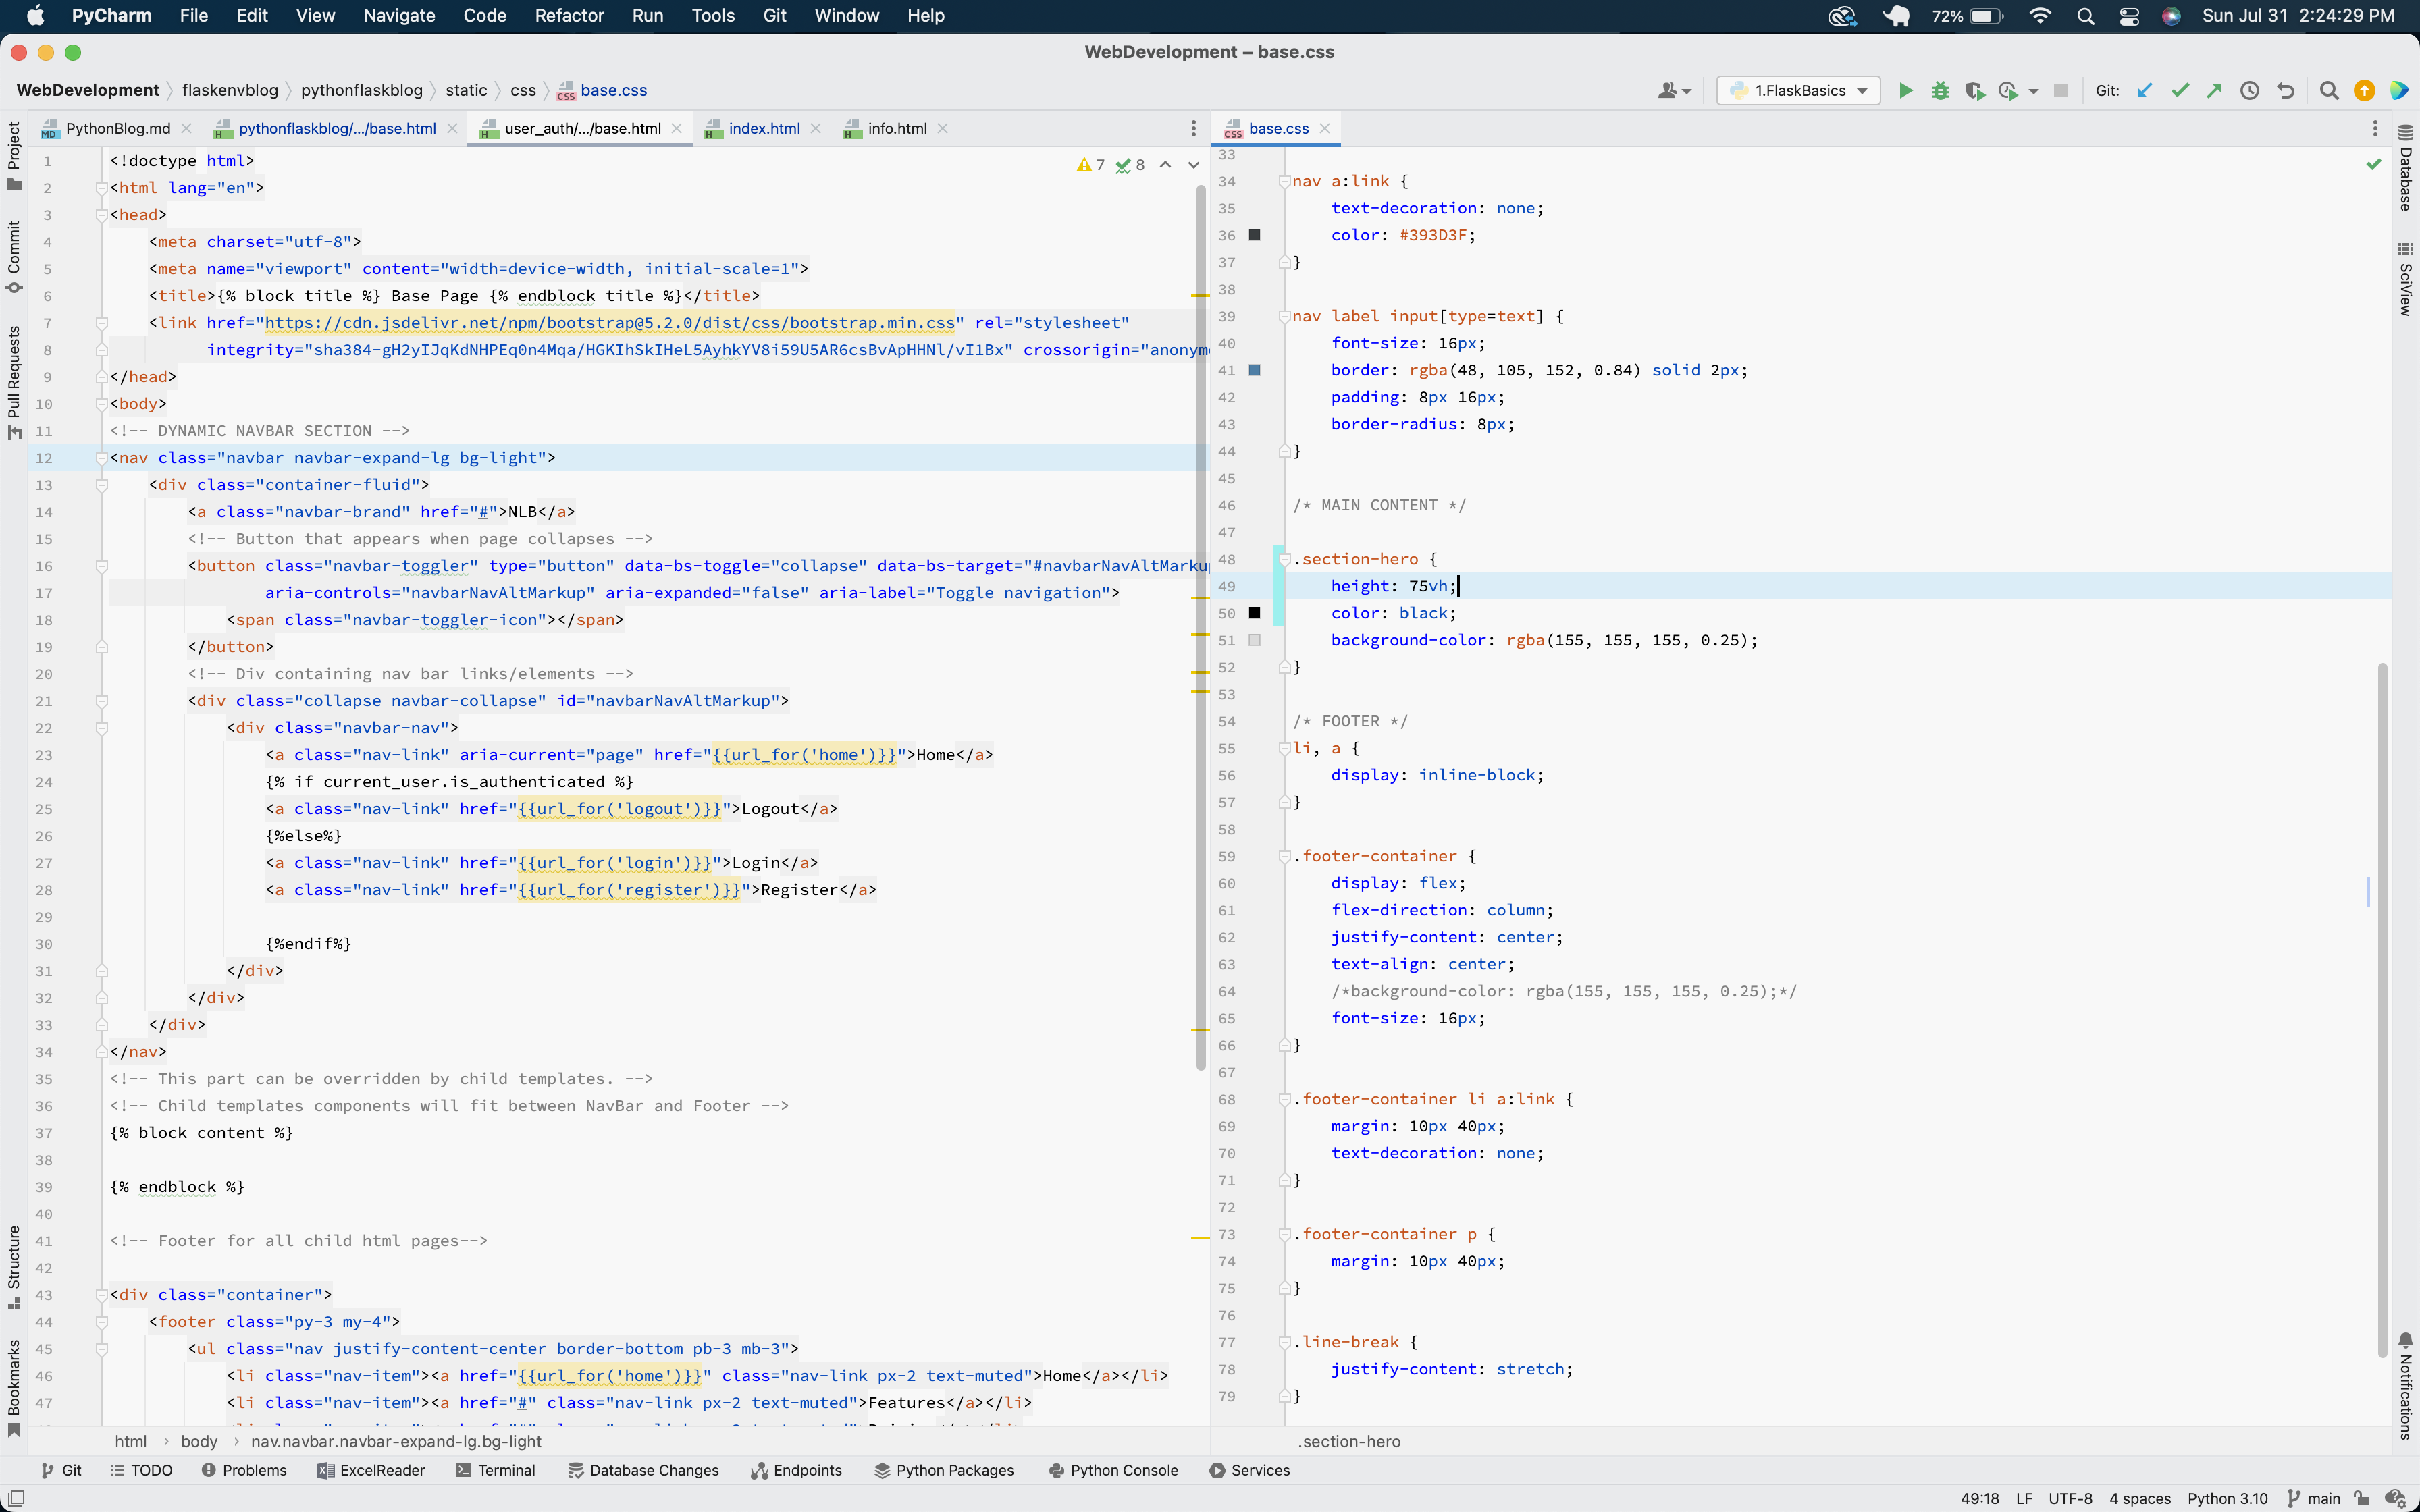 PyCharm File Edit View Navigate Code Refactor Run Tools Git Window Help 72% Sun Jul 31 2:24:29 PM
WebDevelopment – base.css
WebDevelopment flaskenvblog pythonflaskblog static css base.css 1.FlaskBasics Git:
PythonBlog.md pythonflaskblog/.../base.html user_auth/.../base.html index.html info.html
base.css
Project
Commit
Pull Requests
Structure
Bookmarks
7 8
1 <!doctype html>
2 <html lang="en">
3 <head>
4 <meta charset="utf-8">
5 <meta name="viewport" content="width=device-width, initial-scale=1">
6 <title>{% block title %} Base Page {% endblock title %}</title>
7 <link href="https://cdn.jsdelivr.net/npm/bootstrap@5.2.0/dist/css/bootstrap.min.css" rel="stylesheet"
8 integrity="sha384-gH2yIJqKdNHPEq0n4Mqa/HGKIhSkIHeL5AyhkYV8i59U5AR6csBvApHHNl/vI1Bx" crossorigin="anonym
9 </head>
10 <body>
11 <!-- DYNAMIC NAVBAR SECTION -->
12 <nav class="navbar navbar-expand-lg bg-light">
13 <div class="container-fluid">
14 <a class="navbar-brand" href="#">NLB</a>
15 <!-- Button that appears when page collapses -->
16 <button class="navbar-toggler" type="button" data-bs-toggle="collapse" data-bs-target="#navbarNavAltMarku
17 aria-controls="navbarNavAltMarkup" aria-expanded="false" aria-label="Toggle navigation">
18 <span class="navbar-toggler-icon"></span>
19 </button>
20 <!-- Div containing nav bar links/elements -->
21 <div class="collapse navbar-collapse" id="navbarNavAltMarkup">
22 <div class="navbar-nav">
23 <a class="nav-link" aria-current="page" href="{{url_for('home')}}">Home</a>
24 {% if current_user.is_authenticated %}
25 <a class="nav-link" href="{{url_for('logout')}}">Logout</a>
26 {%else%}
27 <a class="nav-link" href="{{url_for('login')}}">Login</a>
28 <a class="nav-link" href="{{url_for('register')}}">Register</a>
29
30 {%endif%}
31 </div>
32 </div>
33 </div>
34 </nav>
35 <!-- This part can be overridden by child templates. -->
36 <!-- Child templates components will fit between NavBar and Footer -->
37 {% block content %}
38
39 {% endblock %}
40
41 <!-- Footer for all child html pages-->
42
43 <div class="container">
44 <footer class="py-3 my-4">
45 <ul class="nav justify-content-center border-bottom pb-3 mb-3">
46 <li class="nav-item"><a href="{{url_for('home')}}" class="nav-link px-2 text-muted">Home</a></li>
47 <li class="nav-item"><a href="#" class="nav-link px-2 text-muted">Features</a></li>
html body nav.navbar.navbar-expand-lg.bg-light
33
34 nav a:link {
35 text-decoration: none;
36 color: #393D3F;
37 }
38
39 nav label input[type=text] {
40 font-size: 16px;
41 border: rgba(48, 105, 152, 0.84) solid 2px;
42 padding: 8px 16px;
43 border-radius: 8px;
44 }
45
46 /* MAIN CONTENT */
47
48 .section-hero {
49 height: 75vh;
50 color: black;
51 background-color: rgba(155, 155, 155, 0.25);
52 }
53
54 /* FOOTER */
55 li, a {
56 display: inline-block;
57 }
58
59 .footer-container {
60 display: flex;
61 flex-direction: column;
62 justify-content: center;
63 text-align: center;
64 /*background-color: rgba(155, 155, 155, 0.25);*/
65 font-size: 16px;
66 }
67
68 .footer-container li a:link {
69 margin: 10px 40px;
70 text-decoration: none;
71 }
72
73 .footer-container p {
74 margin: 10px 40px;
75 }
76
77 .line-break {
78 justify-content: stretch;
79 }
.section-hero
Database
SciView
Notifications
Git TODO Problems ExcelReader Terminal Database Changes Endpoints Python Packages Python Console Services
49:18 LF UTF-8 4 spaces Python 3.10 main